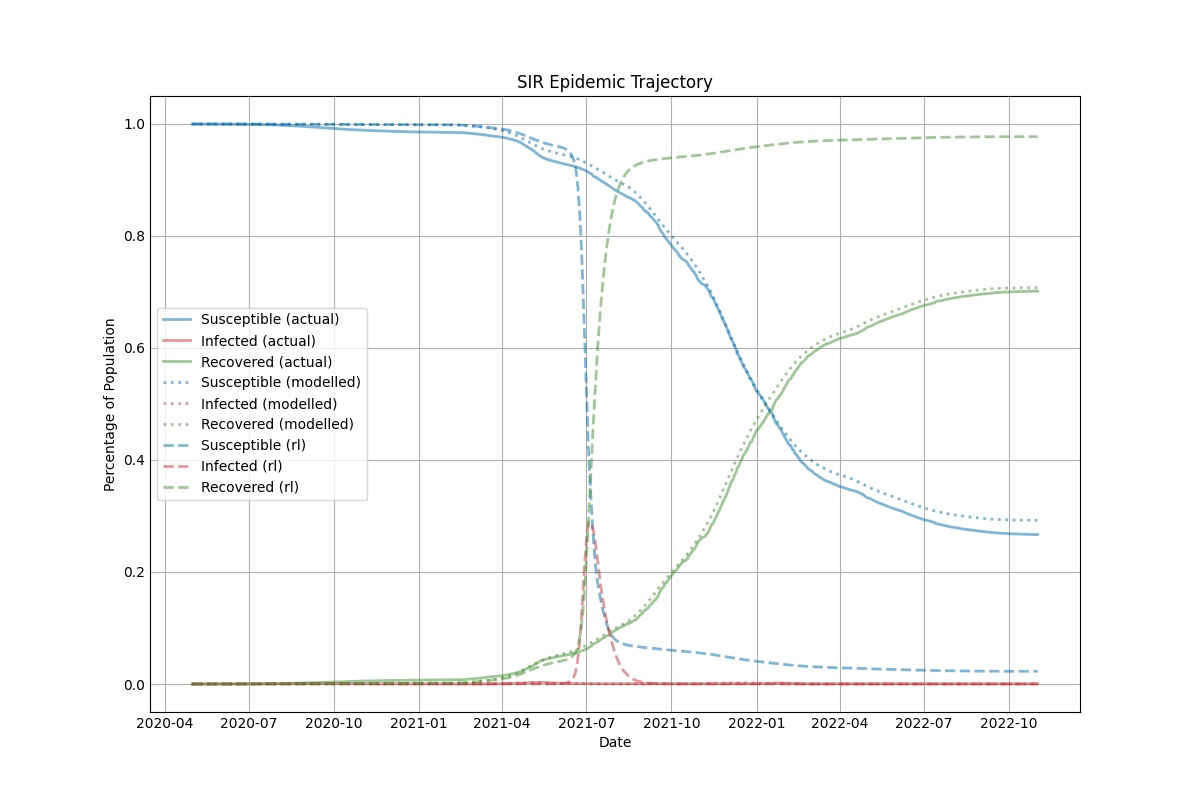 SIR Epidemic Trajectory
Percentage of Population
1.0
0.8
0.6
0.4
0.2
0.0
Susceptible (actual)
Infected (actual)
Recovered (actual)
Susceptible (modelled)
Infected (modelled)
Recovered (modelled)
Susceptible (rl)
Infected (rl)
Recovered (rl)
2020-04 2020-07 2020-10 2021-01 2021-04 2021-07 2021-10 2022-01 2022-04 2022-07 2022-10
Date